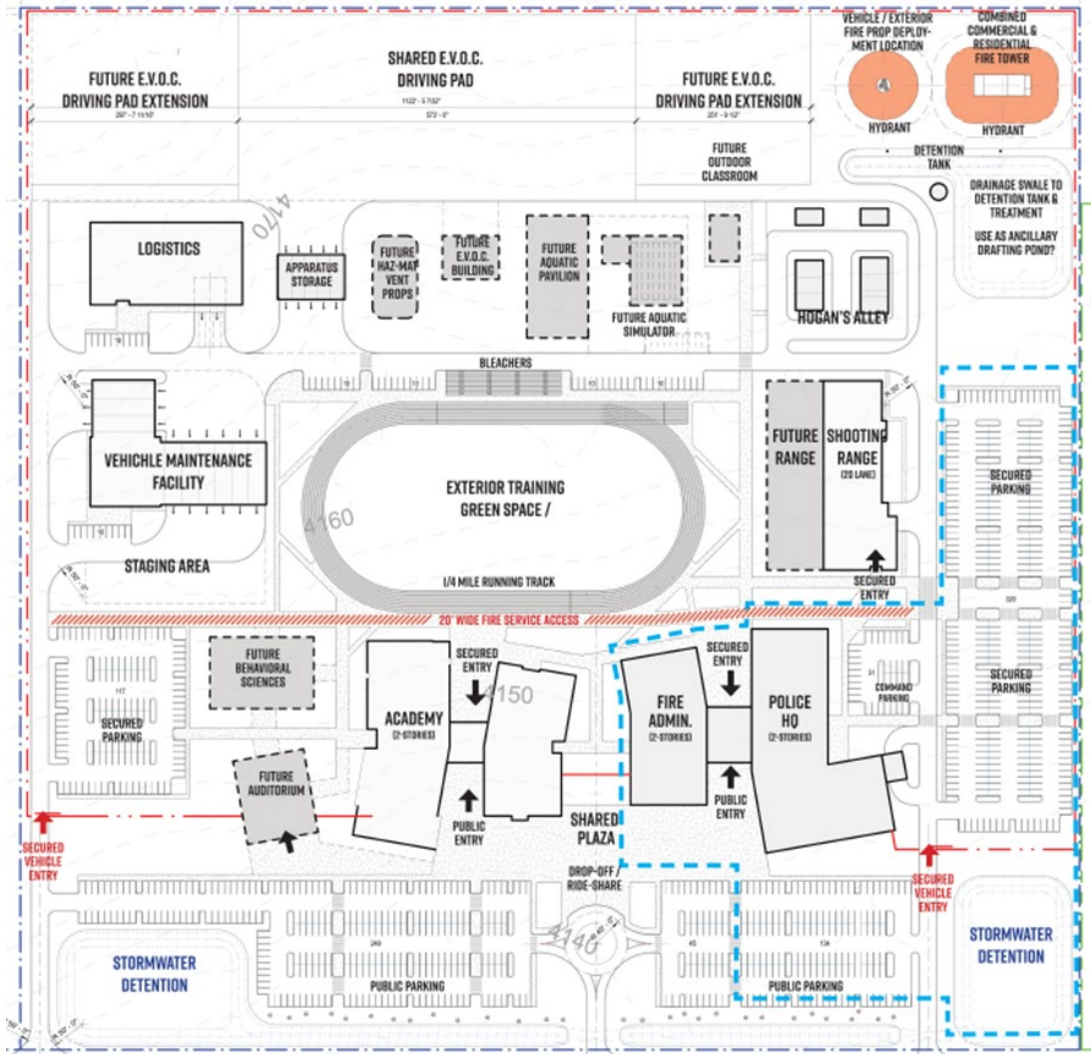 VEHICLE / EXTERIOR
FIRE PROP DEPLOY-
MENT LOCATION
COMBINED
COMMERCIAL &
RESIDENTIAL
FIRE TOWER
SHARED E.V.O.C.
DRIVING PAD
FUTURE E.V.O.C.
DRIVING PAD EXTENSION
FUTURE E.V.O.C.
DRIVING PAD EXTENSION
HYDRANT
HYDRANT
FUTURE
OUTDOOR
CLASSROOM
DETENTION
TANK
DRAINAGE SWALE TO
DETENTION TANK &
TREATMENT
USE AS ANCILLARY
DRAFTING POND?
4170
LOGISTICS
APPARATUS
STORAGE
FUTURE
HAZ-MAT
VENT
PROPS
FUTURE
E.V.O.C.
BUILDING
FUTURE
AQUATIC
PAVILION
FUTURE AQUATIC
SIMULATOR
HOGAN'S ALLEY
BLEACHERS
VEHICHLE MAINTENANCE
FACILITY
EXTERIOR TRAINING
GREEN SPACE /
FUTURE
RANGE
SHOOTING
RANGE
(20 LANE)
SECURED
PARKING
4160
STAGING AREA
1/4 MILE RUNNING TRACK
SECURED
ENTRY
20' WIDE FIRE SERVICE ACCESS
325
FUTURE
BEHAVIORAL
SCIENCES
SECURED
ENTRY
SECURED
ENTRY
117
SECURED
PARKING
ACADEMY
(2-STORIES)
4150
FIRE
ADMIN.
(2-STORIES)
POLICE
HQ
(2-STORIES)
31
COMMAND
PARKING
SECURED
PARKING
FUTURE
AUDITORIUM
PUBLIC
ENTRY
SHARED
PLAZA
PUBLIC
ENTRY
SECURED
VEHICLE
ENTRY
SECURED
VEHICLE
ENTRY
DROP-OFF /
RIDE-SHARE
4140
249
45
134
STORMWATER
DETENTION
PUBLIC PARKING
PUBLIC PARKING
STORMWATER
DETENTION